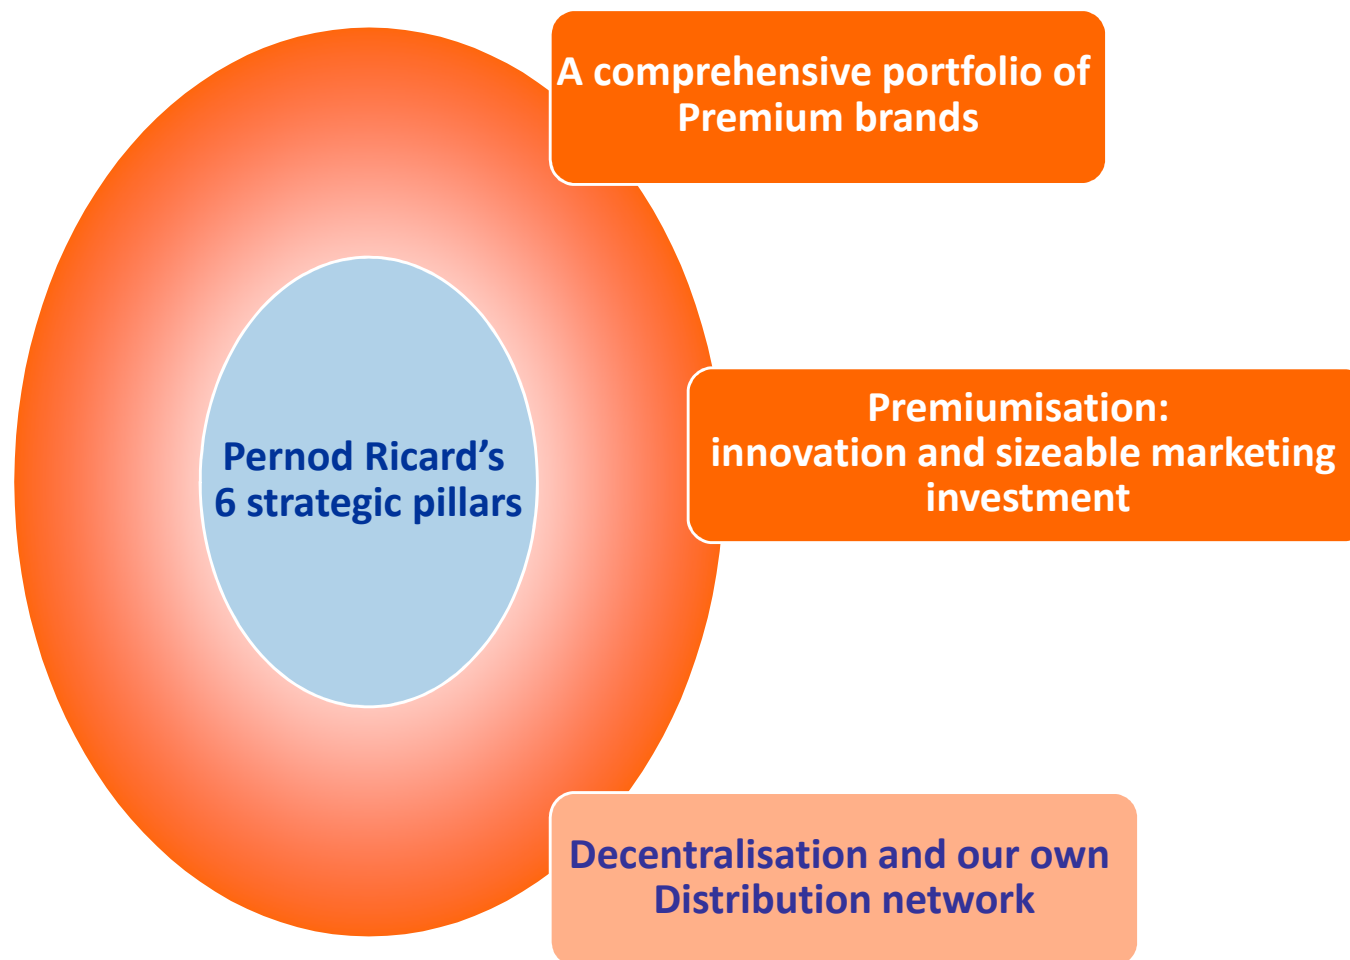 A comprehensive portfolio of
Premium brands
Premiumisation:
innovation and sizeable marketing
investment
Pernod Ricard’s
6 strategic pillars
Decentralisation and our own
Distribution network